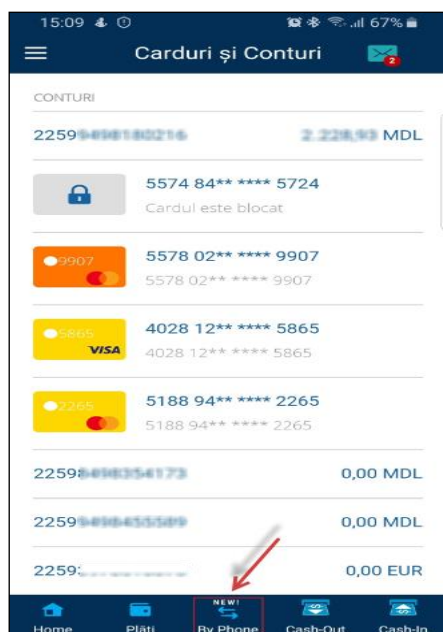 15:09 67%
Carduri și Conturi 2
CONTURI
2259 MDL
5574 84** **** 5724
Cardul este blocat
9907
5578 02** **** 9907
5578 02** **** 9907
5865
VISA
4028 12** **** 5865
4028 12** **** 5865
2265
5188 94** **** 2265
5188 94** **** 2265
2259 0,00 MDL
2259 0,00 MDL
2259 0,00 EUR
NEW!
Home Plăți By Phone Cash-Out Cash-In